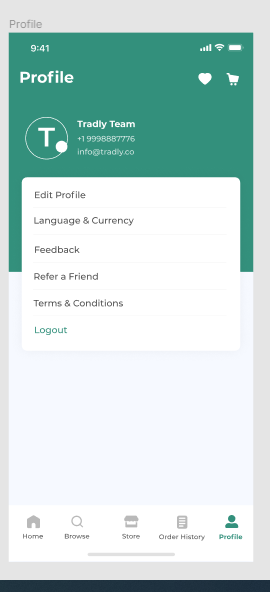 Profile
9:41
Profile
T.
Tradly Team
+1 9998887776
info@tradly.co
Edit Profile
Language & Currency
Feedback
Refer a Friend
Terms & Conditions
Logout
Home
Browse
Store
Order History
Profile